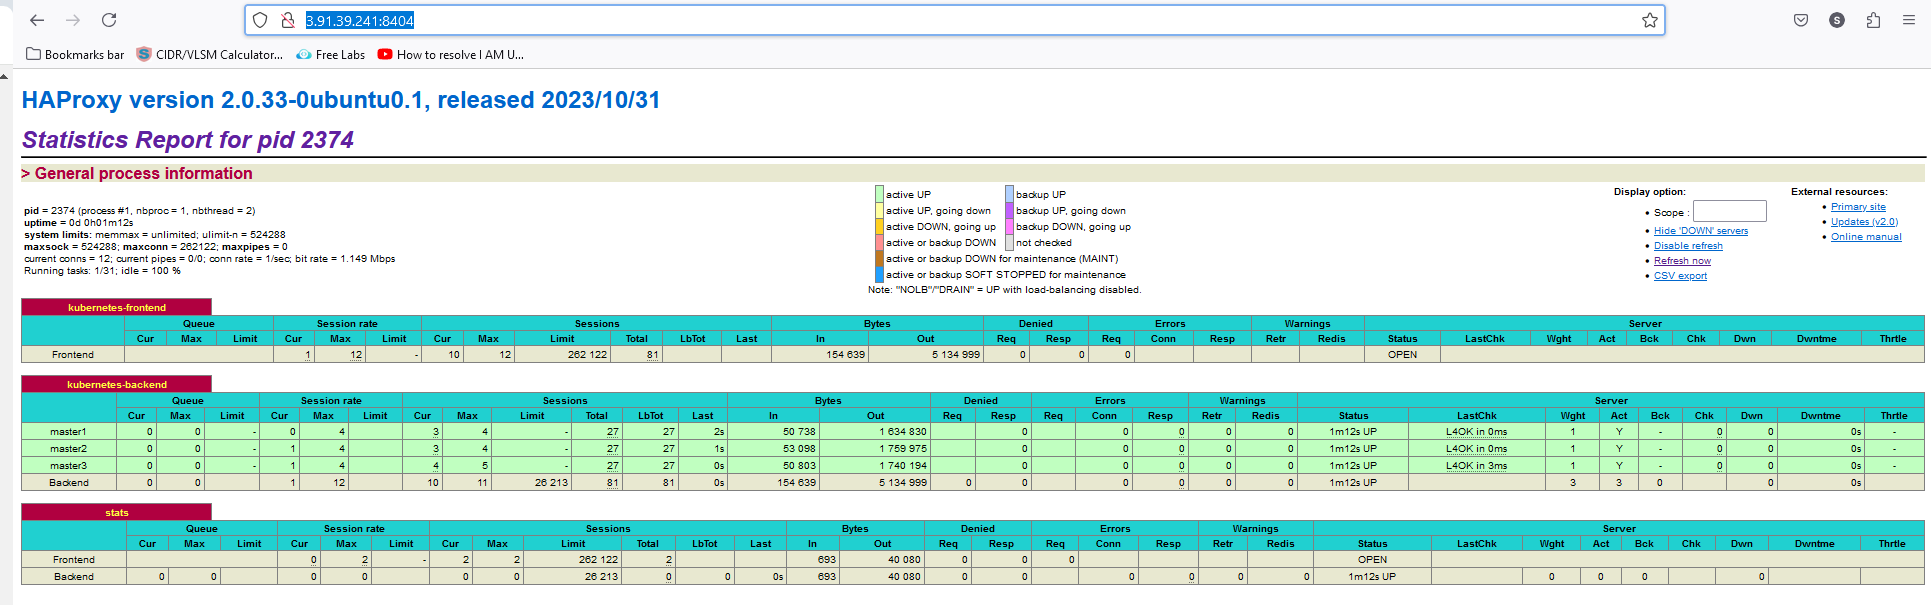 3.91.39.241:8404
S
Bookmarks bar S CIDR/VLSM Calculator... Free Labs How to resolve I AM U...
HAProxy version 2.0.33-0ubuntu0.1, released 2023/10/31
Statistics Report for pid 2374
> General process information
pid = 2374 (process #1, nbproc = 1, nbthread = 2)
uptime = 0d 0h01m12s
system limits: memmax = unlimited; ulimit-n = 524288
maxsock = 524288; maxconn = 262122; maxpipes = 0
current conns = 12; current pipes = 0/0; conn rate = 1/sec; bit rate = 1.149 Mbps
Running tasks: 1/31; idle = 100 %
active UP backup UP
active UP, going down backup UP, going down
active DOWN, going up backup DOWN, going up
active or backup DOWN not checked
active or backup DOWN for maintenance (MAINT)
active or backup SOFT STOPPED for maintenance
Note: "NOLB"/"DRAIN" = UP with load-balancing disabled.
Display option:
• Scope :
• Hide 'DOWN' servers
• Disable refresh
• Refresh now
• CSV export
External resources:
• Primary site
• Updates (v2.0)
• Online manual
kubernetes-frontend
Queue Session rate Sessions Bytes Denied Errors Warnings Server
Cur Max Limit Cur Max Limit Cur Max Limit Total LbTot Last In Out Req Resp Req Conn Resp Retr Redis Status LastChk Wght Act Bck Chk Dwn Dwntme Thrtle
Frontend 1 12 - 10 12 262 122 81 154 639 5 134 999 0 0 0 OPEN
kubernetes-backend
Queue Session rate Sessions Bytes Denied Errors Warnings Server
Cur Max Limit Cur Max Limit Cur Max Limit Total LbTot Last In Out Req Resp Req Conn Resp Retr Redis Status LastChk Wght Act Bck Chk Dwn Dwntme Thrtle
master1 0 0 - 0 4 3 4 - 27 27 2s 50 738 1 634 830 0 0 0 0 0 1m12s UP L4OK in 0ms 1 Y - 0 0 0s -
master2 0 0 - 1 4 3 4 - 27 27 1s 53 098 1 759 975 0 0 0 0 0 1m12s UP L4OK in 0ms 1 Y - 0 0 0s -
master3 0 0 - 1 4 4 5 - 27 27 0s 50 803 1 740 194 0 0 0 0 0 1m12s UP L4OK in 3ms 1 Y - 0 0 0s -
Backend 0 0 1 12 10 11 26 213 81 81 0s 154 639 5 134 999 0 0 0 0 0 0 1m12s UP 3 3 0 0 0s
stats
Queue Session rate Sessions Bytes Denied Errors Warnings Server
Cur Max Limit Cur Max Limit Cur Max Limit Total LbTot Last In Out Req Resp Req Conn Resp Retr Redis Status LastChk Wght Act Bck Chk Dwn Dwntme Thrtle
Frontend 0 2 - 2 2 262 122 2 693 40 080 0 0 0 OPEN
Backend 0 0 0 0 0 0 26 213 0 0 0s 693 40 080 0 0 0 0 0 0 1m12s UP 0 0 0 0